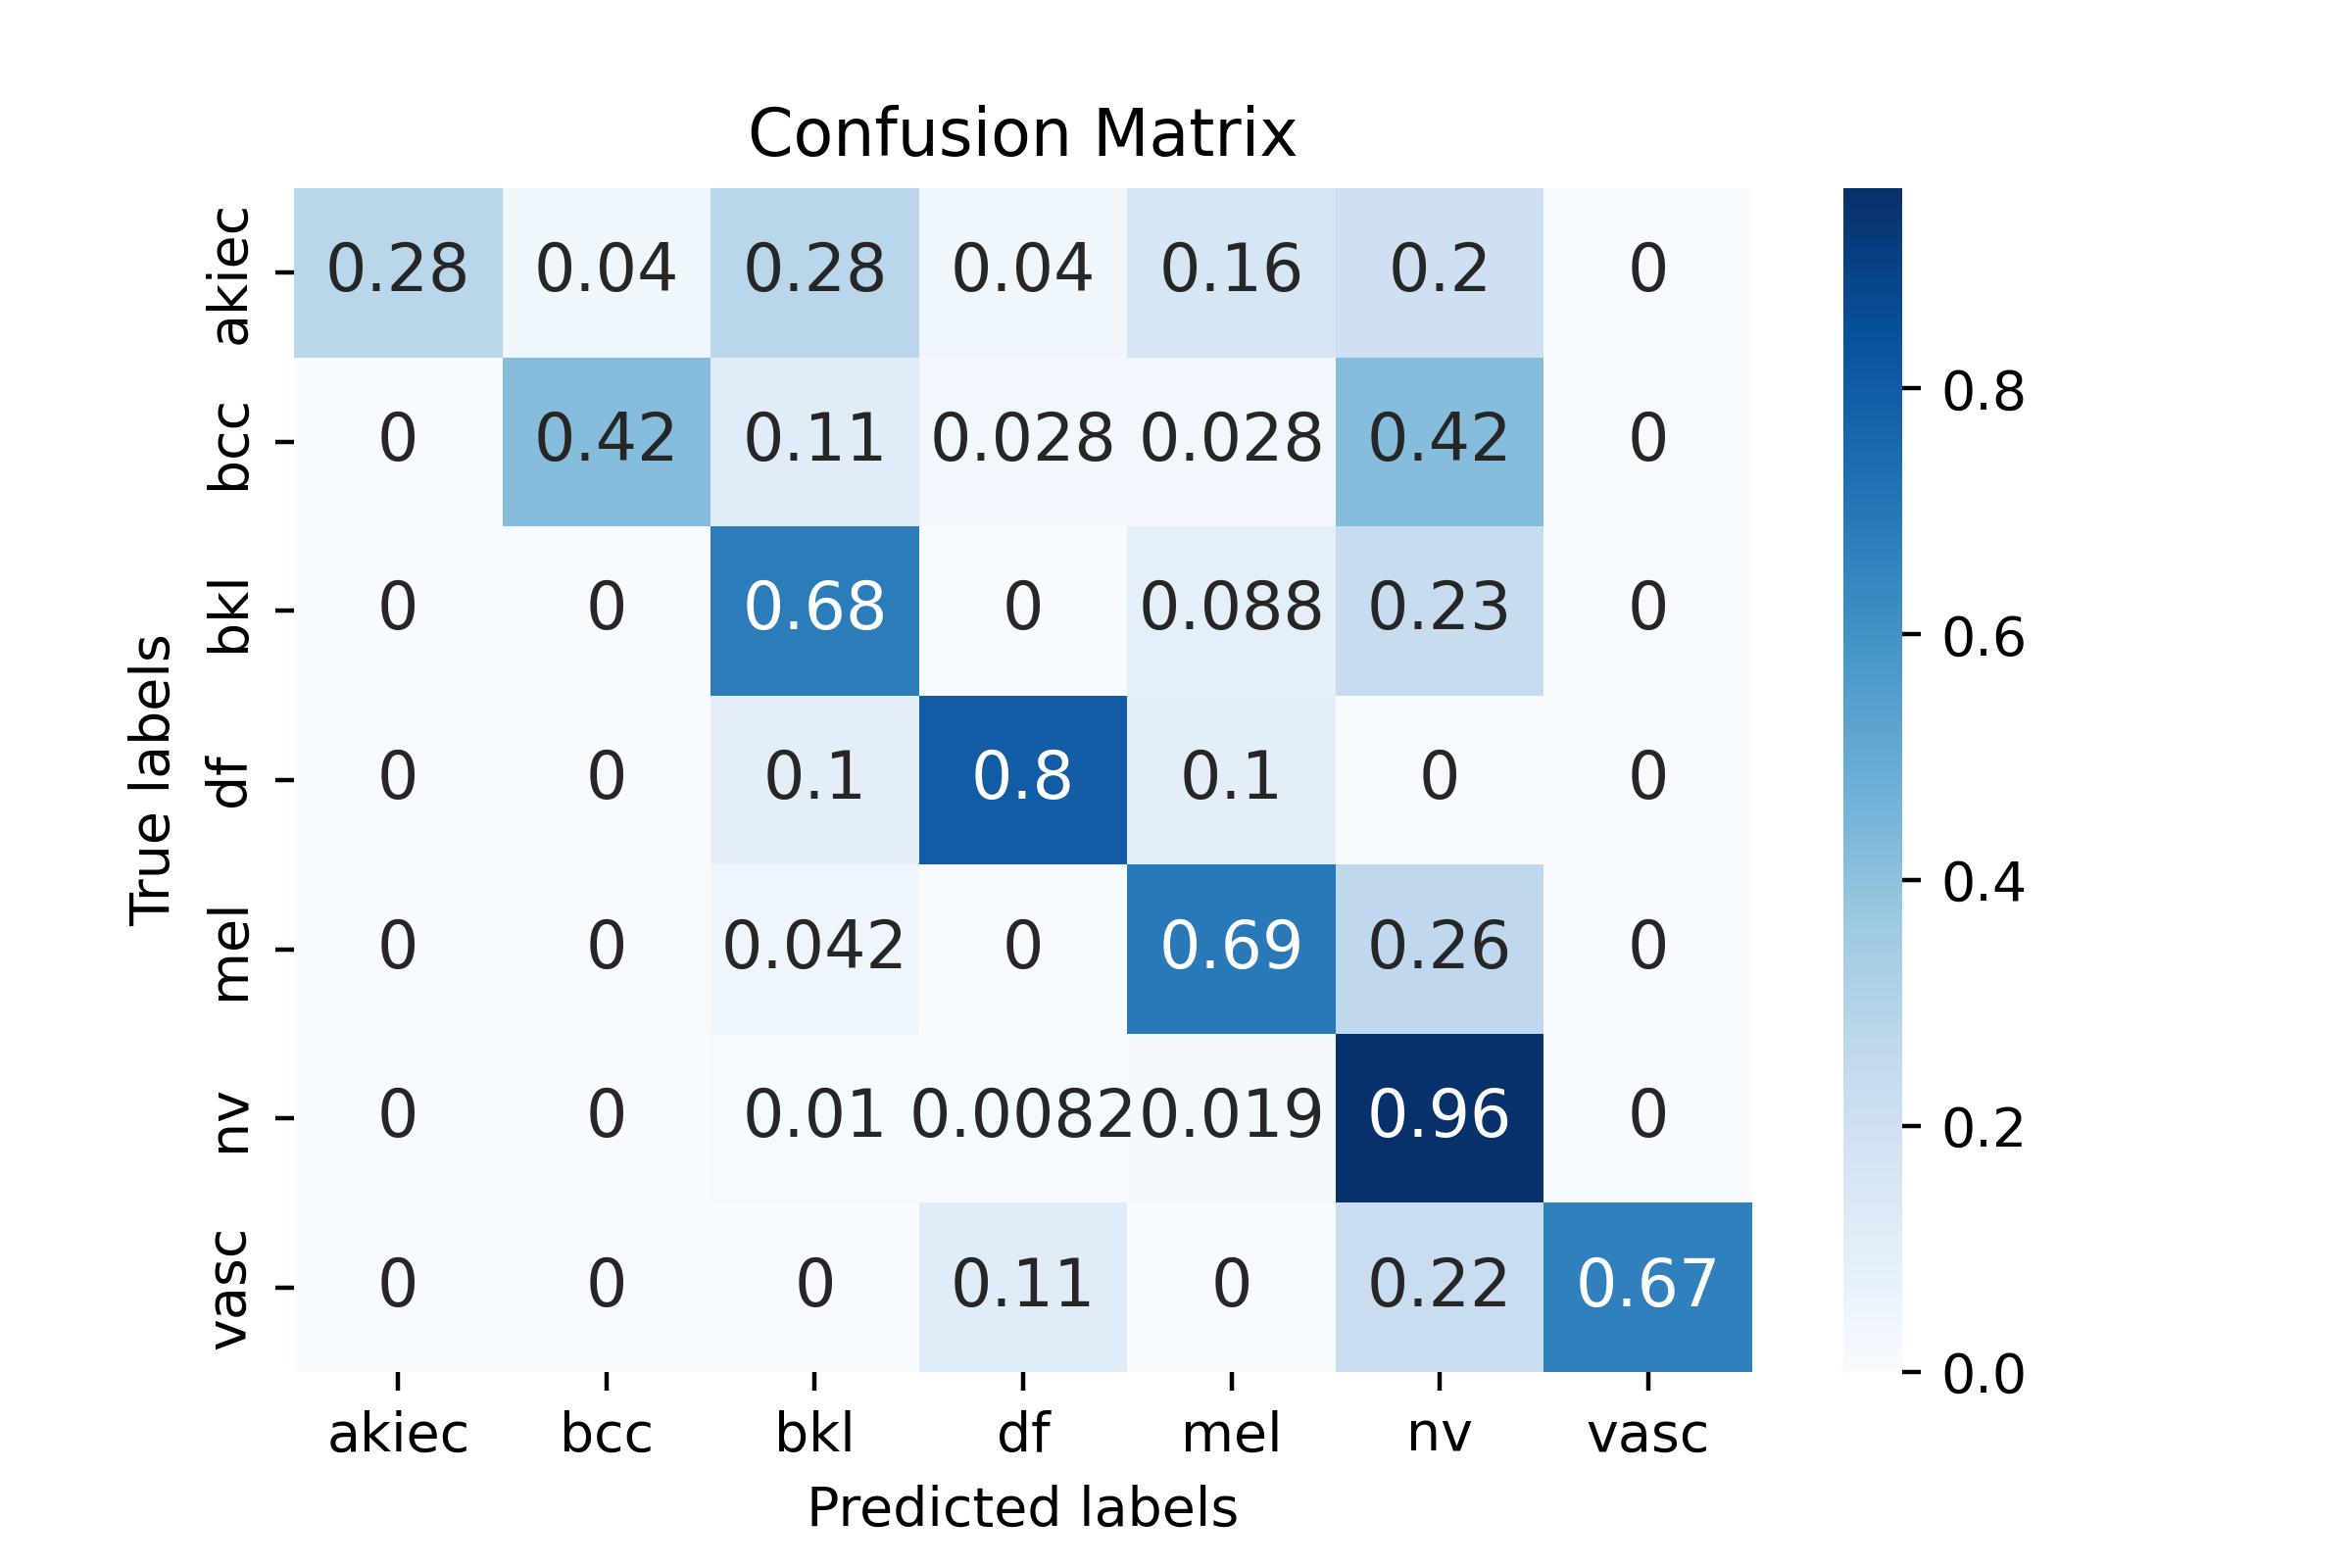 Confusion Matrix
akiec 0.28 0.04 0.28 0.04 0.16 0.2 0
bcc 0 0.42 0.11 0.028 0.028 0.42 0
bkl 0 0 0.68 0 0.088 0.23 0
df 0 0 0.1 0.8 0.1 0 0
mel 0 0 0.042 0 0.69 0.26 0
nv 0 0 0.01 0.0082 0.019 0.96 0
vasc 0 0 0 0.11 0 0.22 0.67
True labels
akiec bcc bkl df mel nv vasc
Predicted labels
0.8
0.6
0.4
0.2
0.0